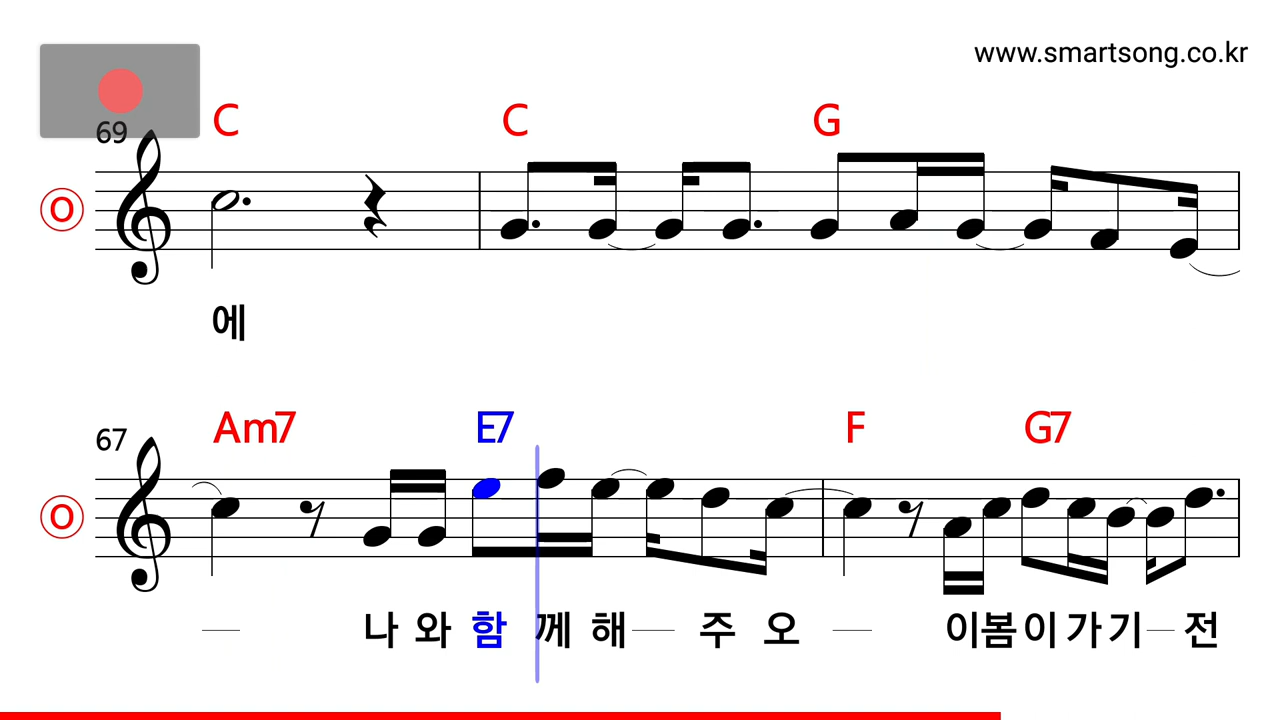 www.smartsong.co.kr
69 C C G
O
에
67 Am7 E7 F G7
O
나 와 함 께 해 주 오 이 봄 이 가 기 전